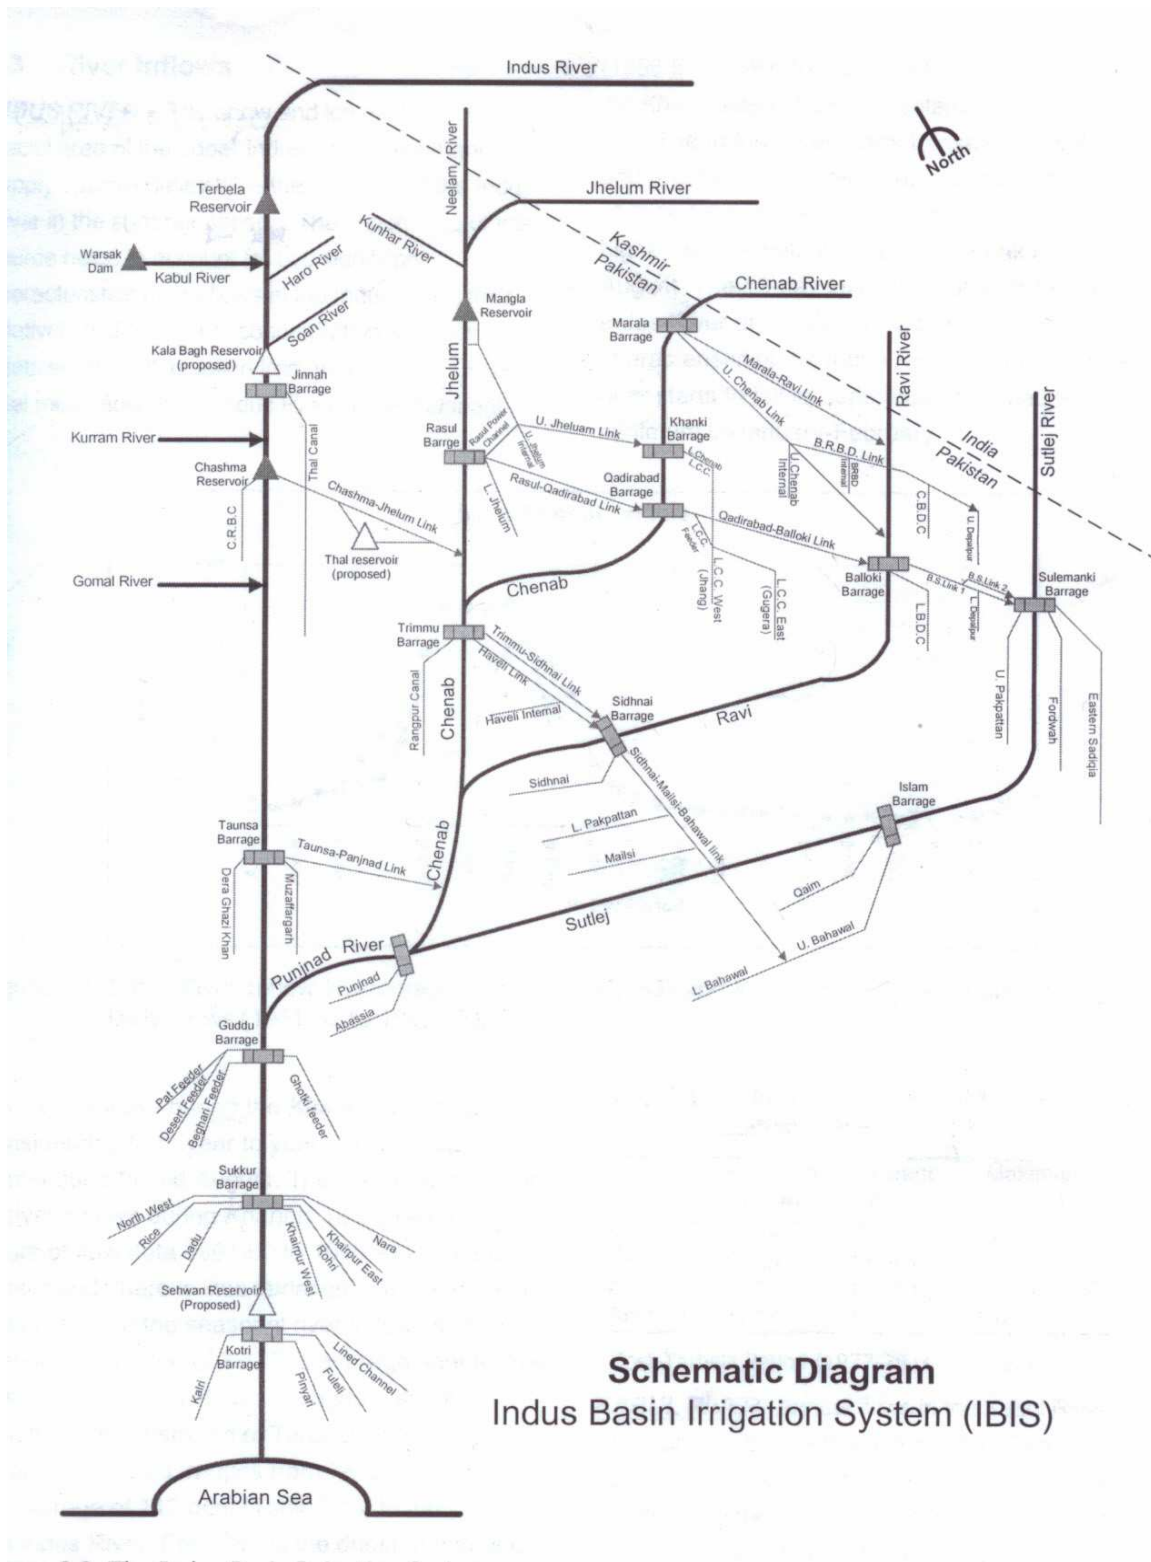 Indus River
Neelam River
Jhelum River
North
Terbela
Reservoir
Warsak
Dam
Kabul River
Haro River
Kunhar River
Kashmir
Pakistan
Soan River
Mangla
Reservoir
Chenab River
Marala
Barrage
Marala-Ravi Link
U. Chenab Link
Ravi River
Kala Bagh Reservoir
(proposed)
Jinnah
Barrage
Jhelum
Sutlej River
Kurram River
Thal Canal
Rasul
Barrge
Rasul Power
Channel
U. Jhelum
Internal
U. Jheluam Link
Khanki
Barrage
L.Chenab
L.C.C.
U.Chenab
Internal
B.R.B.D. Link
BRBD
Internal
India
Pakistan
Chashma
Reservoir
C.R.B.C
Chashma-Jhelum Link
L. Jhelum
Rasul-Qadirabad Link
Qadirabad
Barrage
L.C.C.
Feeder
Qadirabad-Balloki Link
C.B.D.C
U. Depalpur
Thal reservoir
(proposed)
Gomal River
Chenab
L.C.C. West
(Jhang)
L.C.C. East
(Gugera)
Balloki
Barrage
B.S.Link 1
B.S.Link 2
L. Depalpur
L.B.D.C
Sulemanki
Barrage
Trimmu
Barrage
Trimmu-Sidhnai Link
Haveli Link
Haveli Internal
Rangpur Canal
Chenab
Sidhnai
Barrage
Ravi
U. Pakpattan
Fordwah
Eastern Sadiqia
Sidhnai
Sidhnai-Mailsi-Bahawal link
Islam
Barrage
Taunsa
Barrage
Taunsa-Panjnad Link
Chenab
L. Pakpattan
Mailsi
Qaim
Dera Ghazi Khan
Muzaffargarh
Sutlej
U. Bahawal
L. Bahawal
Punjnad River
Punjnad
Abassia
Guddu
Barrage
Pat Feeder
Desert Feeder
Beghari Feeder
Ghotki feeder
Sukkur
Barrage
North West
Rice
Dadu
Khairpur West
Rohri
Khairpur East
Nara
Sehwan Reservoir
(Proposed)
Kotri
Barrage
Kalri
Pinyari
Fuleli
Lined Channel
Schematic Diagram
Indus Basin Irrigation System (IBIS)
Arabian Sea